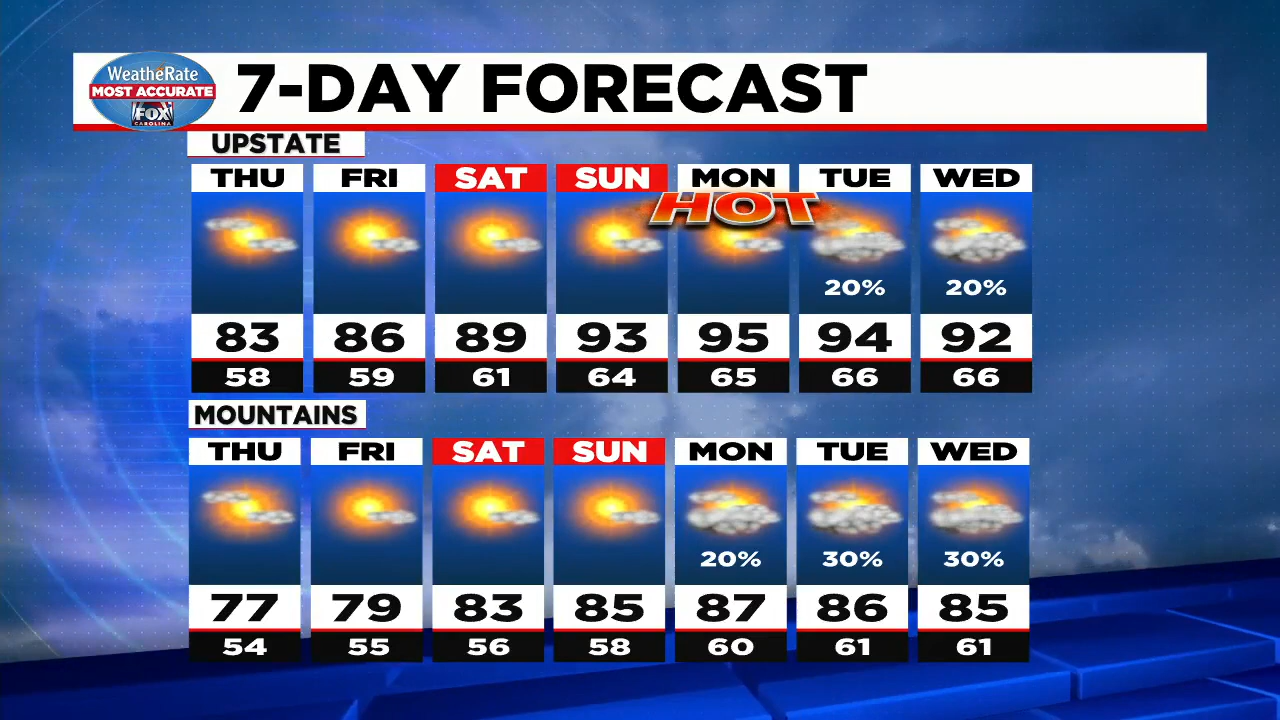 WeatheRate
MOST ACCURATE
FOX
CAROLINA
7-DAY FORECAST
UPSTATE
THU FRI SAT SUN MON TUE WED
HOT
20% 20%
83 86 89 93 95 94 92
58 59 61 64 65 66 66
MOUNTAINS
THU FRI SAT SUN MON TUE WED
20% 30% 30%
77 79 83 85 87 86 85
54 55 56 58 60 61 61